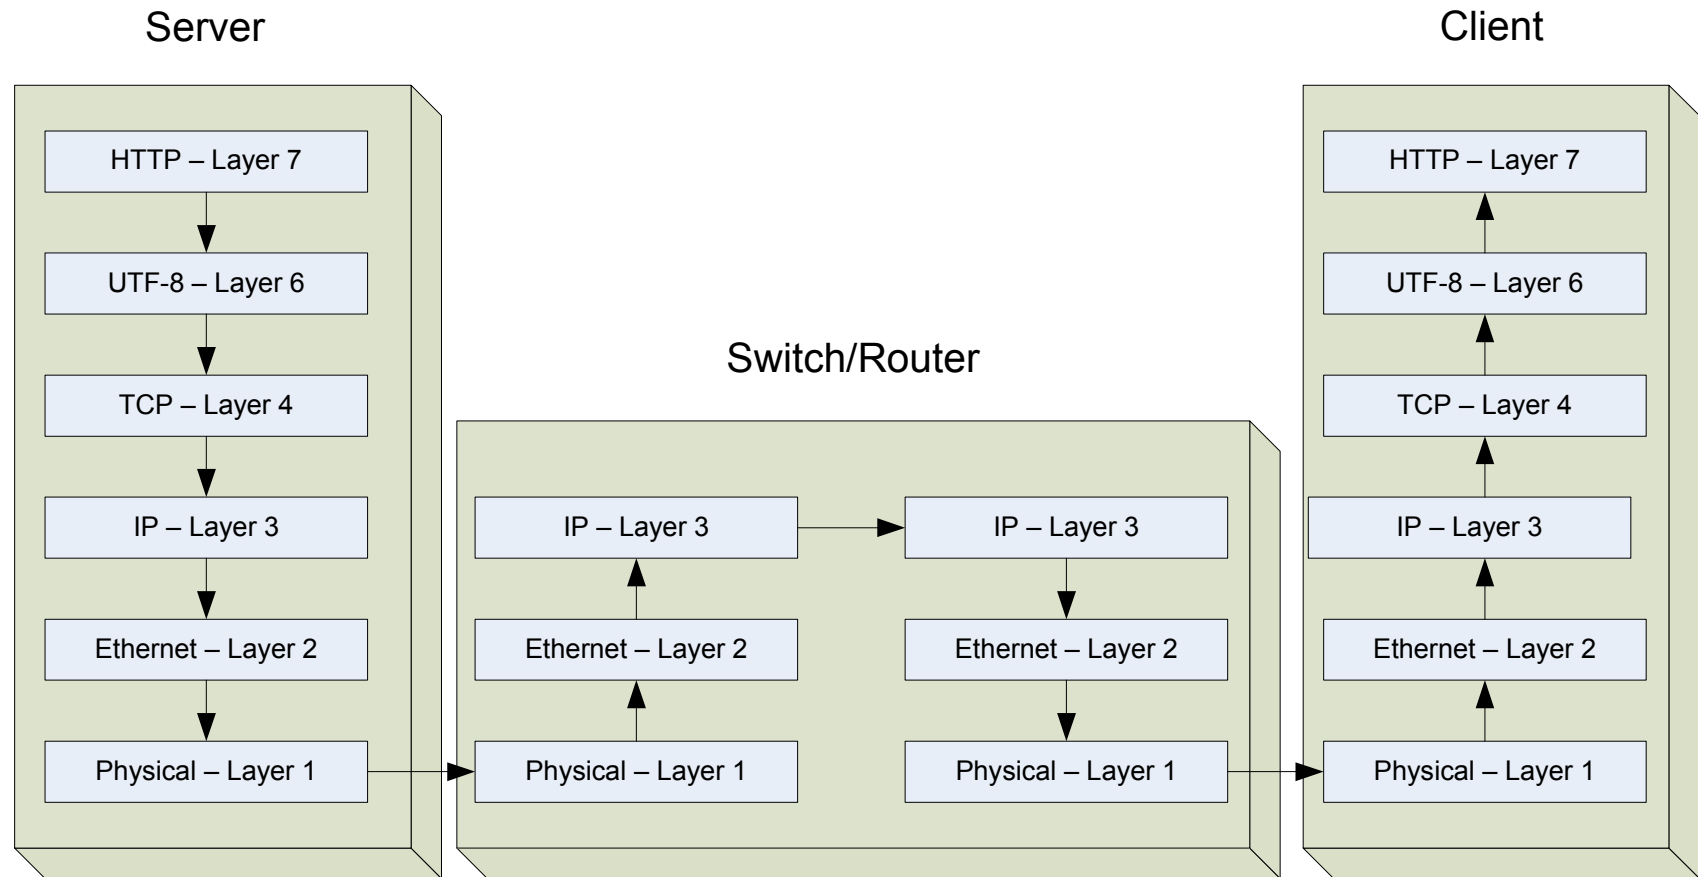 Server
HTTP – Layer 7
UTF-8 – Layer 6
TCP – Layer 4
IP – Layer 3
Ethernet – Layer 2
Physical – Layer 1
Switch/Router
IP – Layer 3
Ethernet – Layer 2
Physical – Layer 1
IP – Layer 3
Ethernet – Layer 2
Physical – Layer 1
Client
HTTP – Layer 7
UTF-8 – Layer 6
TCP – Layer 4
IP – Layer 3
Ethernet – Layer 2
Physical – Layer 1